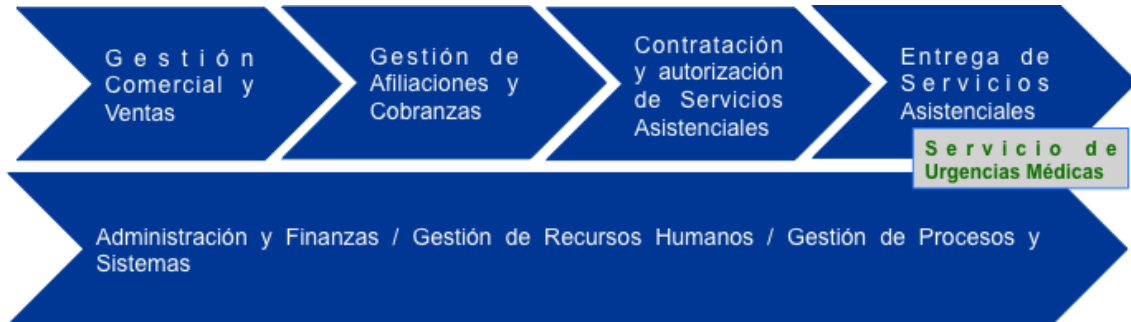 Gestión
Comercial y
Ventas
Gestión de
Afiliaciones y
Cobranzas
Contratación
y autorización
de Servicios
Asistenciales
Entrega de
Servicios
Asistenciales
Servicio de
Urgencias Médicas
Administración y Finanzas / Gestión de Recursos Humanos / Gestión de Procesos y
Sistemas